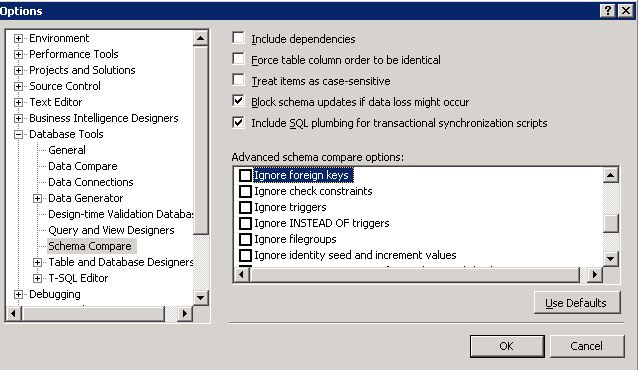 Options
Environment
Performance Tools
Projects and Solutions
Source Control
Text Editor
Business Intelligence Designers
Database Tools
General
Data Compare
Data Connections
Data Generator
Design-time Validation Databas
Query and View Designers
Schema Compare
Table and Database Designers
T-SQL Editor
Debugging
Include dependencies
Force table column order to be identical
Treat items as case-sensitive
Block schema updates if data loss might occur
Include SQL plumbing for transactional synchronization scripts
Advanced schema compare options:
Ignore foreign keys
Ignore check constraints
Ignore triggers
Ignore INSTEAD OF triggers
Ignore filegroups
Ignore identity seed and increment values
Use Defaults
OK
Cancel